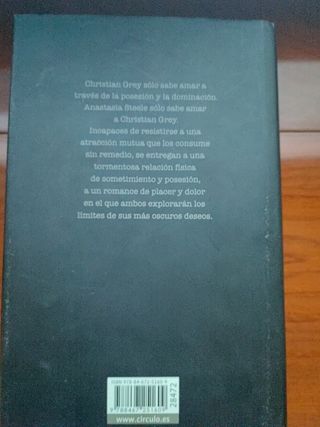 Christian Grey sólo sabe amar a
través de la posesión y la dominación.
Anastasia Steele sólo sabe amar
a Christian Grey.
Incapaces de resistirse a una
atracción mutua que los consume
sin remedio, se entregan a una
tormentosa relación física
de sometimiento y posesión,
a un romance de placer y dolor
en el que ambos explorarán los
límites de sus más oscuros deseos.
28472
www.circulo.es